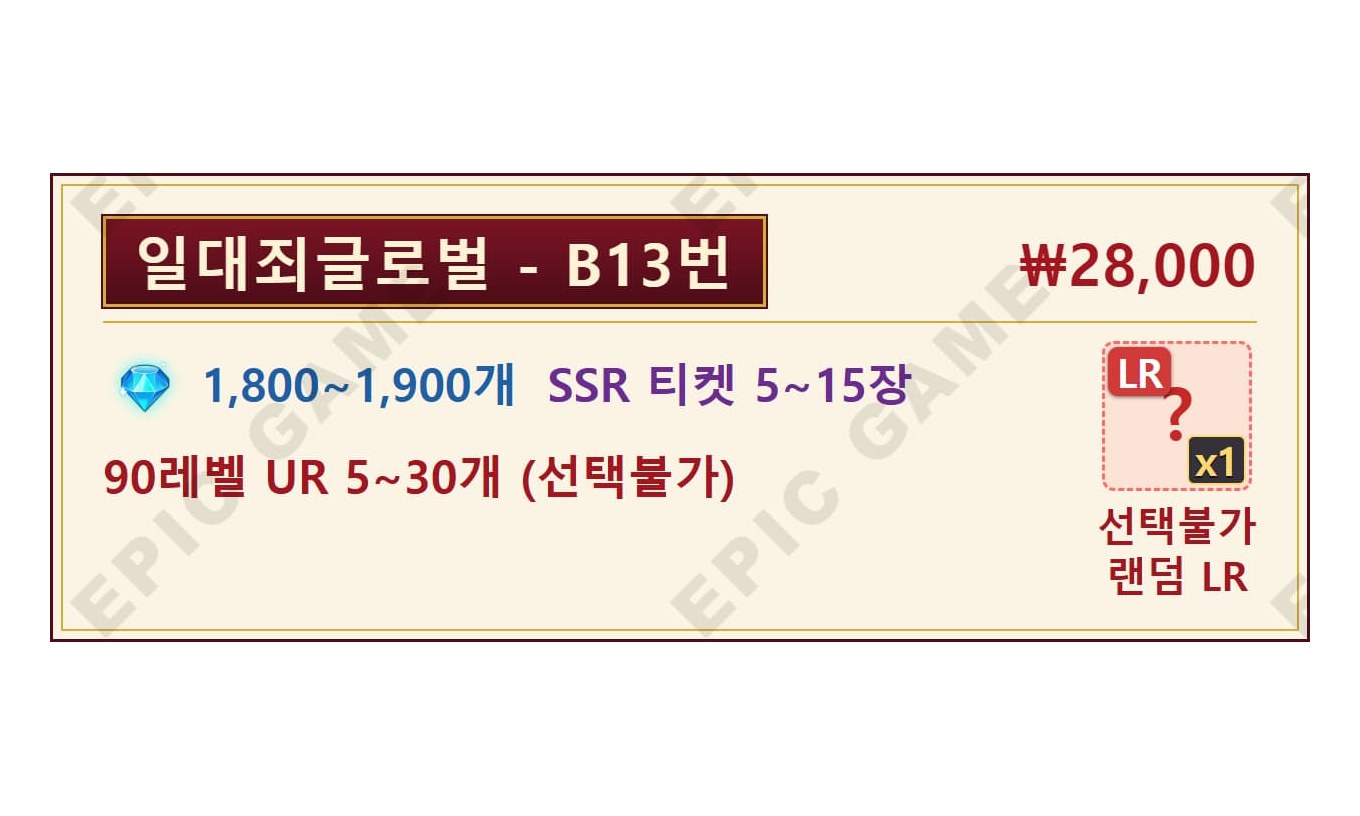 일대죄글로벌 - B13번
₩28,000
1,800~1,900개 SSR 티켓 5~15장
90레벨 UR 5~30개 (선택불가)
LR
?
x1
선택불가
랜덤 LR
EPIC GAME
EPIC GAME